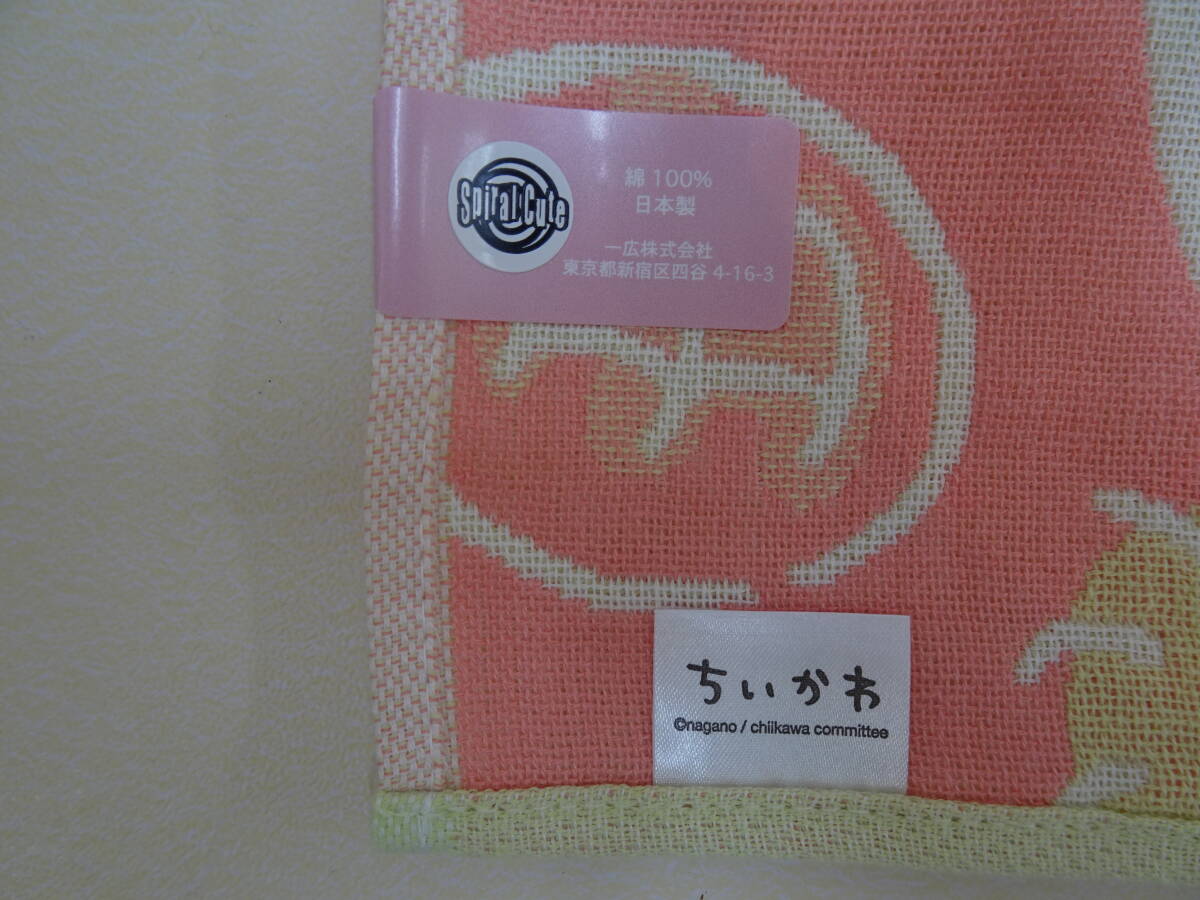 Spiral Cute
綿 100%
日本製
一広株式会社
東京都新宿区四谷 4-16-3
ちいかわ
©nagano / chiikawa committee